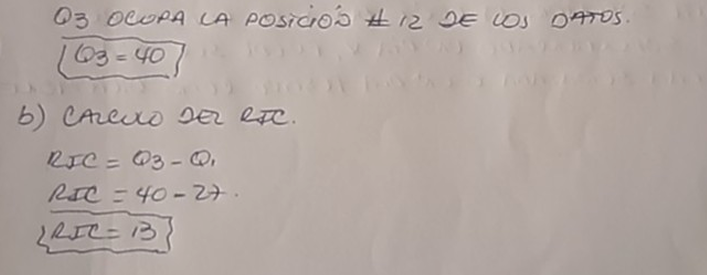 Q3 OCUPA LA POSICIÓN # 12 DE LOS DATOS.
Q3 = 40
b) CALCULO DEL RIC.
RIC = Q3 - Q1
RIC = 40 - 27.
RIC = 13